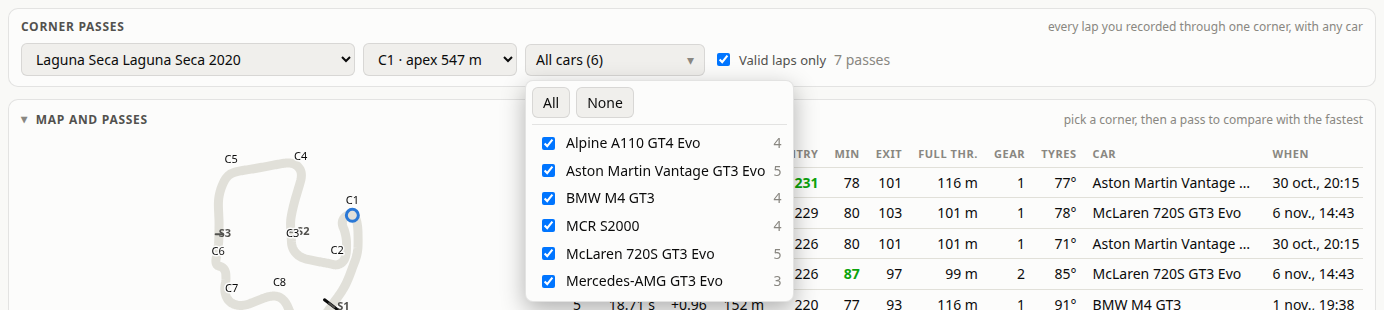 CORNER PASSES every lap you recorded through one corner, with any car
Laguna Seca Laguna Seca 2020 C1 · apex 547 m All cars (6) Valid laps only 7 passes
MAP AND PASSES pick a corner, then a pass to compare with the fastest
All None
Alpine A110 GT4 Evo 4
Aston Martin Vantage GT3 Evo 5
BMW M4 GT3 4
MCR S2000 4
McLaren 720S GT3 Evo 5
Mercedes-AMG GT3 Evo 3
C5 C4
C1
S3 C3 S2
C6 C2
C7 C8
S1
MIN EXIT FULL THR. GEAR TYRES CAR WHEN
231 78 101 116 m 1 77° Aston Martin Vantage ... 30 oct., 20:15
229 80 103 101 m 1 78° McLaren 720S GT3 Evo 6 nov., 14:43
226 80 101 101 m 1 71° Aston Martin Vantage ... 30 oct., 20:15
226 87 97 99 m 2 85° McLaren 720S GT3 Evo 6 nov., 14:43
5 18.71 s +0.96 152 m 220 77 93 116 m 1 91° BMW M4 GT3 1 nov., 19:38